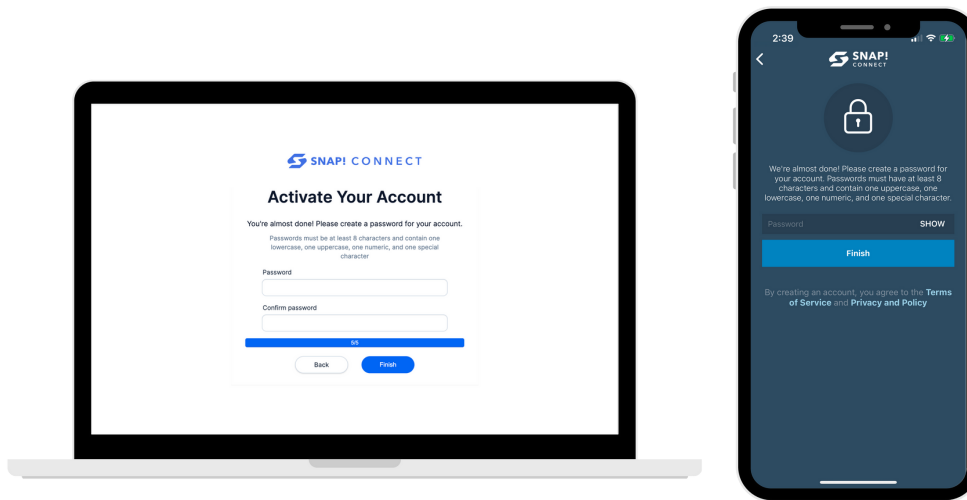 SNAP! CONNECT
Activate Your Account
You're almost done! Please create a password for your account.
Passwords must be at least 8 characters and contain one
lowercase, one uppercase, one numeric, and one special
character
Password
Confirm password
5/5
Back
Finish
2:39
SNAP!
CONNECT
We're almost done! Please create a password for
your account. Passwords must have at least 8
characters and contain one uppercase, one
lowercase, one numeric, and one special character.
Password
SHOW
Finish
By creating an account, you agree to the Terms
of Service and Privacy and Policy